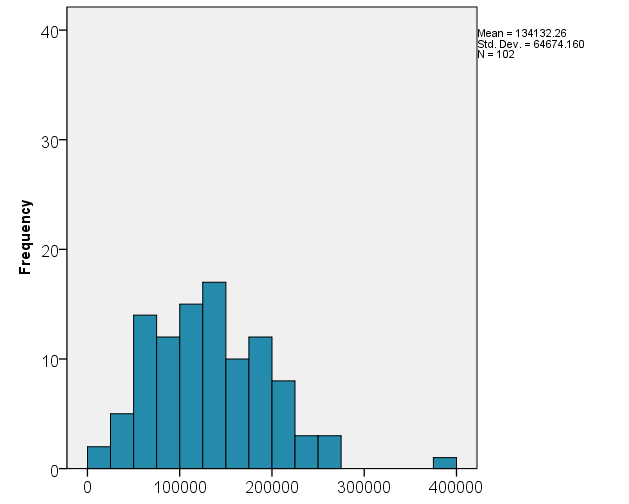 40
30
20
10
0
Frequency
0
100000
200000
300000
400000
Mean = 134132.26
Std. Dev. = 64674.160
N = 102